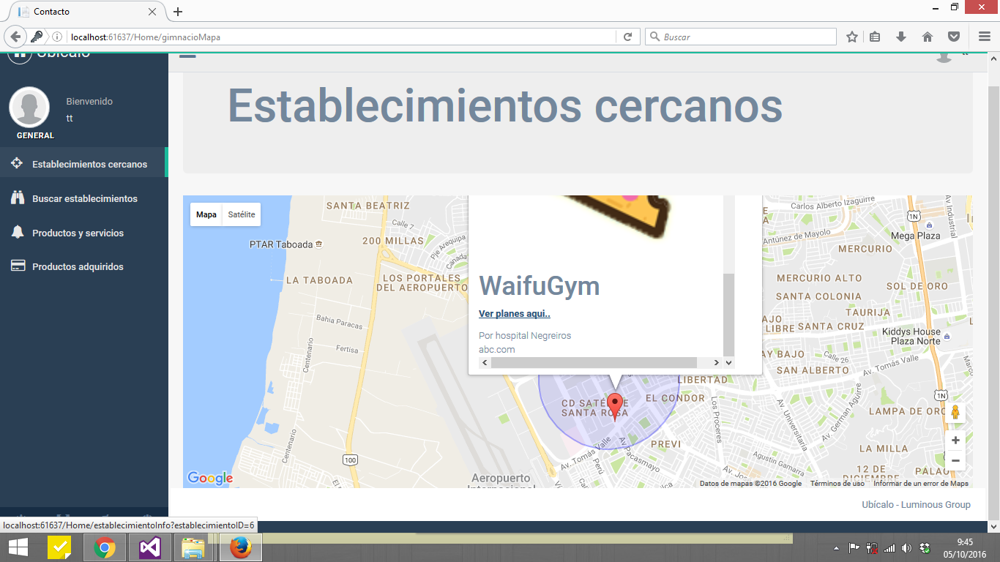 Contacto
localhost:61637/Home/gimnacioMapa
Buscar
Ubícalo
tt
Bienvenido
tt
GENERAL
Establecimientos cercanos
Buscar establecimientos
Productos y servicios
Productos adquiridos
Establecimientos cercanos
Mapa
Satélite
SANTA BEATRIZ
Calle 7
PTAR Taboada
200 MILLAS
Pje Arequipa
Canada
LA TABOADA
LOS PORTALES
DEL AEROPUERTO
Bahia Paracas
Fertisa
Centenario
Centenario
100
WaifuGym
Ver planes aqui..
Por hospital Negreiros
abc.com
Carlos Alberto Izaguirre
Av Industrial
1N
Antúnez de Mayolo
Mega Plaza
MERCURIO
MERCURIO ALTO
SANTA COLONIA
SOL DE ORO
TAURIJA
AJO
LIBRE
SANTA CRUZ
Kiddys House
Plaza Norte
AY BAJO
Calle 26
Av. Tomás Valle
SAN ALBERTO
LIBERTAD
EL CONDOR
1N
CD SATÉLITE
SANTA ROSA
Los Proceres
Av. Universitaria
Av. German Aguirre
LAMPA DE ORO
PREVI
LA MILLA
Av. Tomás Valle
Av Pacasmayo
Perú
Agustin Gamarra
Av. Jose
12 DE
DICIEMBRE
PALAO
Aeropuerto
Internacional
Google
Datos de mapas ©2016 Google
Términos de uso
Informar de un error de Maps
Ubícalo - Luminous Group
localhost:61637/Home/establecimientoInfo?establecimientoID=6
9:45
05/10/2016